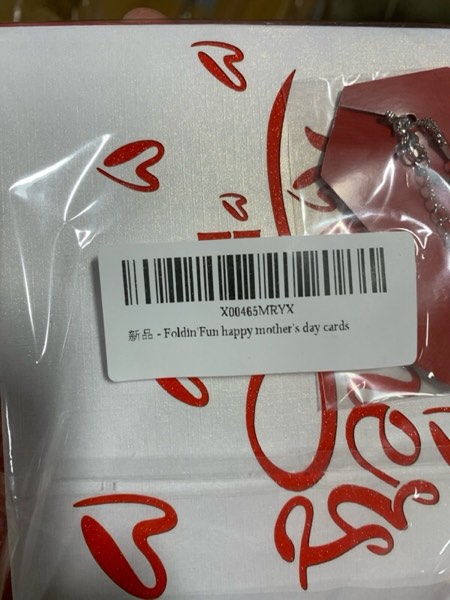 X00465MRYX
新品 - Foldin'Fun happy mother's day cards